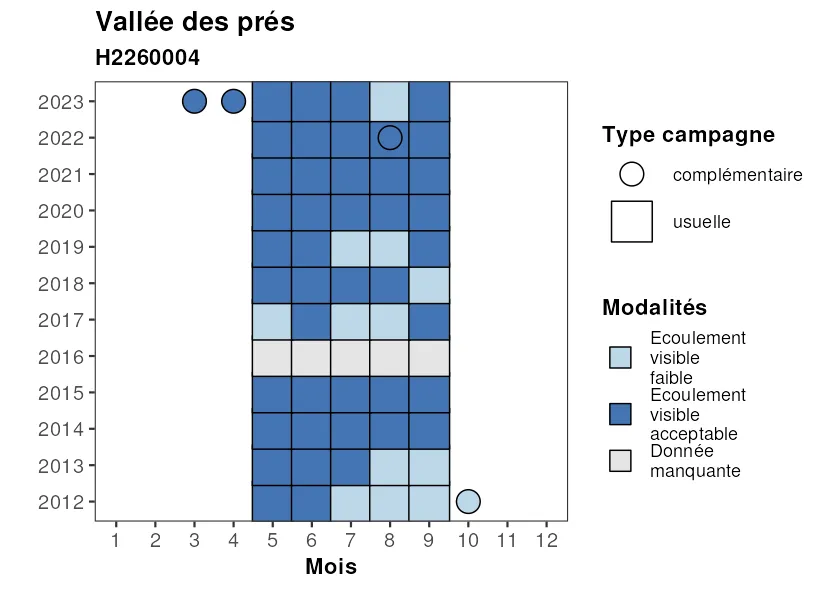 Vallée des prés
H2260004
2023
2022
2021
2020
2019
2018
2017
2016
2015
2014
2013
2012
1 2 3 4 5 6 7 8 9 10 11 12
Mois
Type campagne
complémentaire
usuelle
Modalités
Ecoulement
visible
faible
Ecoulement
visible
acceptable
Donnée
manquante